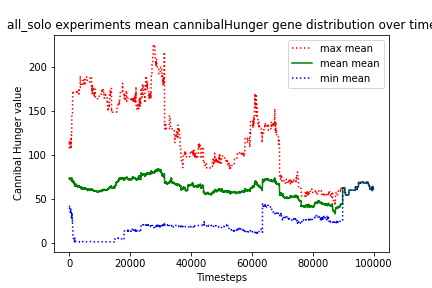 all_solo experiments mean cannibalHunger gene distribution over time
max mean
mean mean
min mean
Cannibal Hunger value
200
150
100
50
0
0 20000 40000 60000 80000 100000
Timesteps